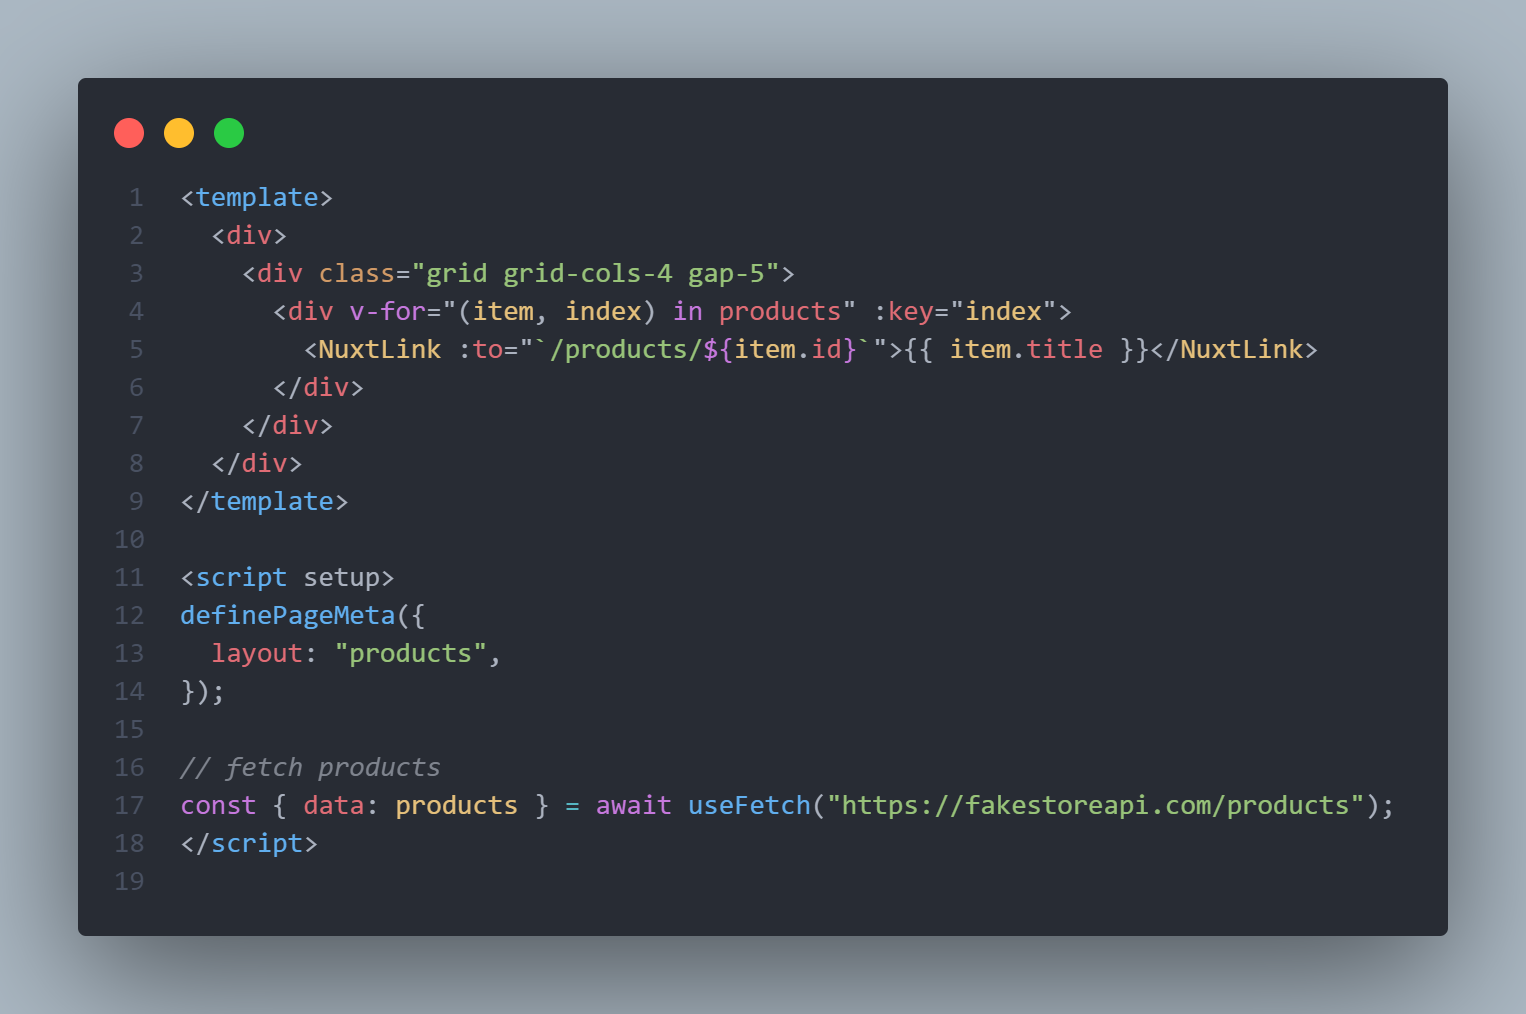 1 <template>
2   <div>
3     <div class="grid grid-cols-4 gap-5">
4       <div v-for="(item, index) in products" :key="index">
5         <NuxtLink :to="`/products/${item.id}`">{{ item.title }}</NuxtLink>
6       </div>
7     </div>
8   </div>
9 </template>
10
11 <script setup>
12 definePageMeta({
13   layout: "products",
14 });
15
16 // fetch products
17 const { data: products } = await useFetch("https://fakestoreapi.com/products");
18 </script>
19